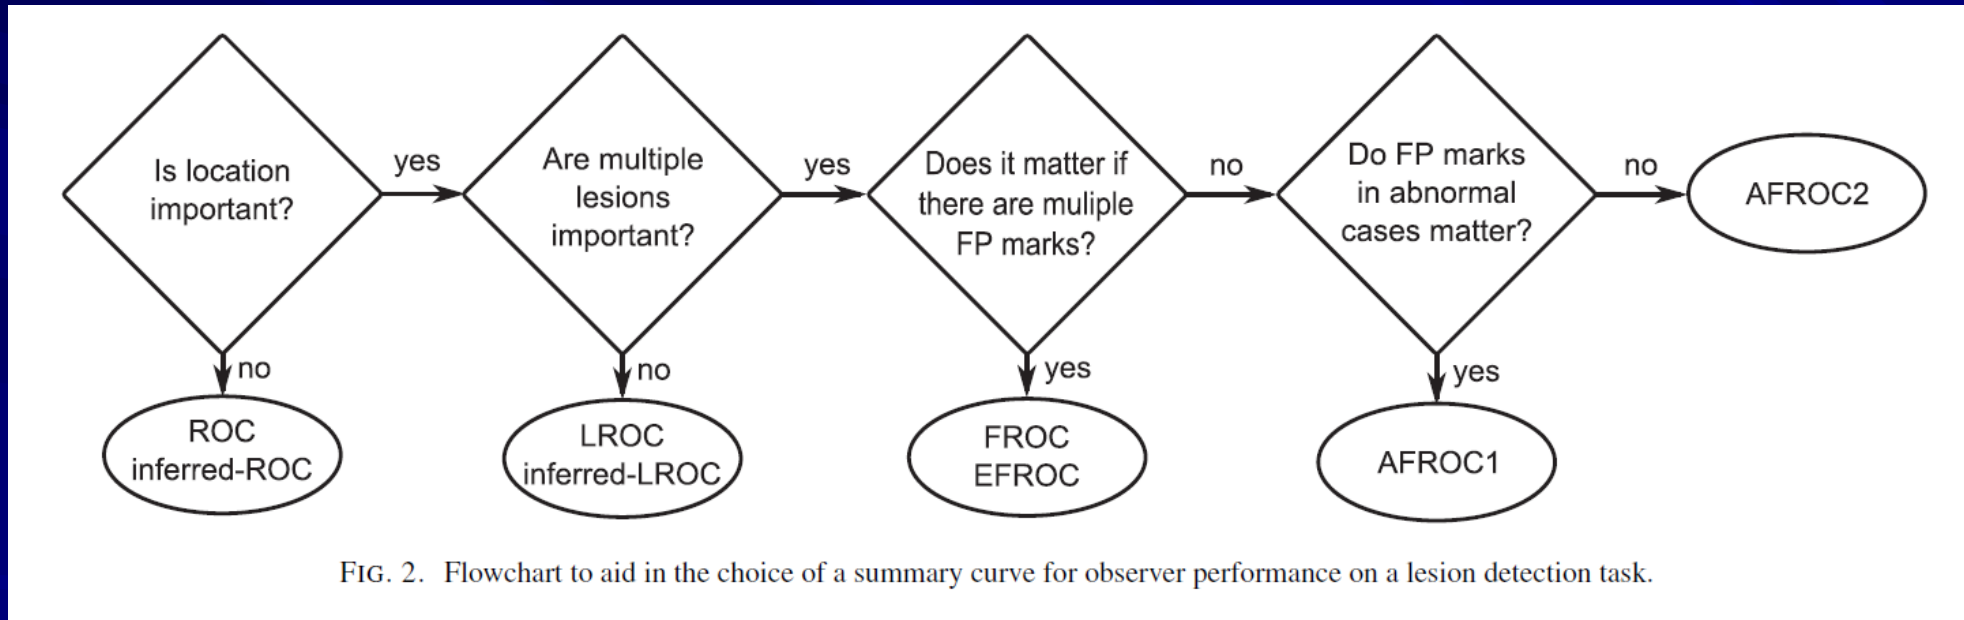 Is location
important?
yes
no
ROC
inferred-ROC
Are multiple
lesions
important?
yes
no
LROC
inferred-LROC
Does it matter if
there are muliple
FP marks?
no
yes
FROC
EFROC
Do FP marks
in abnormal
cases matter?
no
yes
AFROC1
AFROC2
FIG. 2. Flowchart to aid in the choice of a summary curve for observer performance on a lesion detection task.